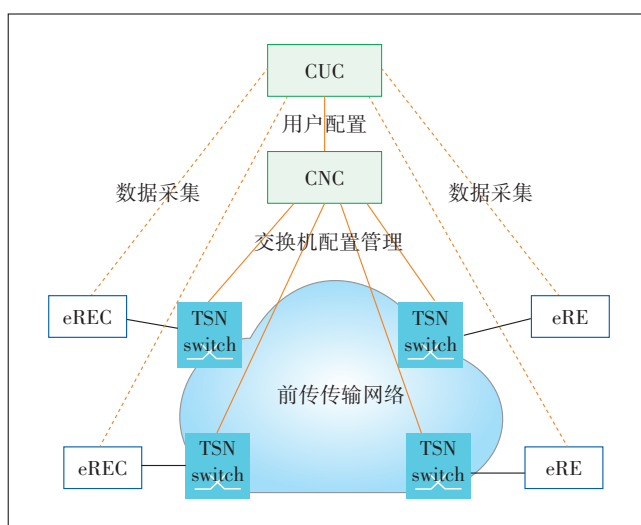 CUC
用户配置
CNC
数据采集
数据采集
交换机配置管理
eREC
TSN
switch
TSN
switch
eRE
前传传输网络
eREC
TSN
switch
TSN
switch
eRE